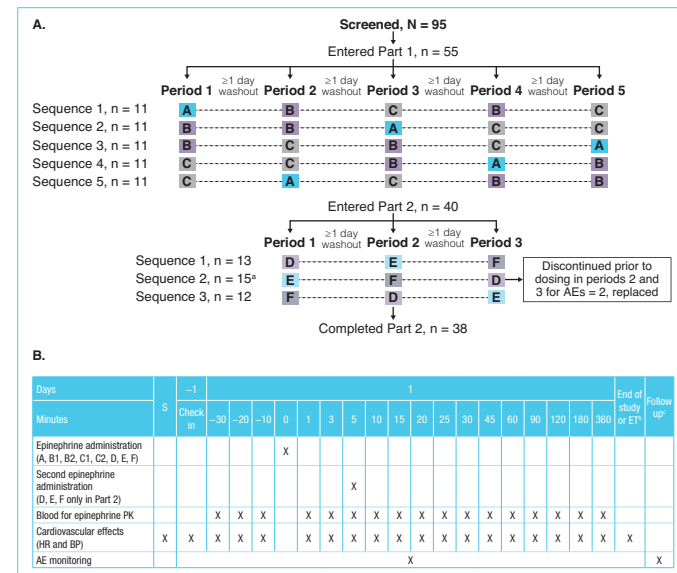 A.
Screened, N = 95
Entered Part 1, n = 55
≥1 day ≥1 day ≥1 day ≥1 day
Period 1 washout Period 2 washout Period 3 washout Period 4 washout Period 5
Sequence 1, n = 11 A B C B C
Sequence 2, n = 11 B B A C C
Sequence 3, n = 11 B C B C A
Sequence 4, n = 11 C C B A B
Sequence 5, n = 11 C A C B B
Entered Part 2, n = 40
≥1 day ≥1 day
Period 1 washout Period 2 washout Period 3
Sequence 1, n = 13 D E F
Sequence 2, n = 15a E F D
Sequence 3, n = 12 F D E
Discontinued prior to
dosing in periods 2 and
3 for AEs = 2, replaced
Completed Part 2, n = 38
B.
Days S –1 1 End of study or ETb Follow upc
Minutes Check in –30 –20 –10 0 1 3 5 10 15 20 25 30 45 60 90 120 180 360
Epinephrine administration
(A, B1, B2, C1, C2, D, E, F) X
Second epinephrine
administration
(D, E, F only in Part 2) X
Blood for epinephrine PK X X X X X X X X X X X X X X X X X
Cardiovascular effects
(HR and BP) X X X X X X X X X X X X X X X X X X X X
AE monitoring X X